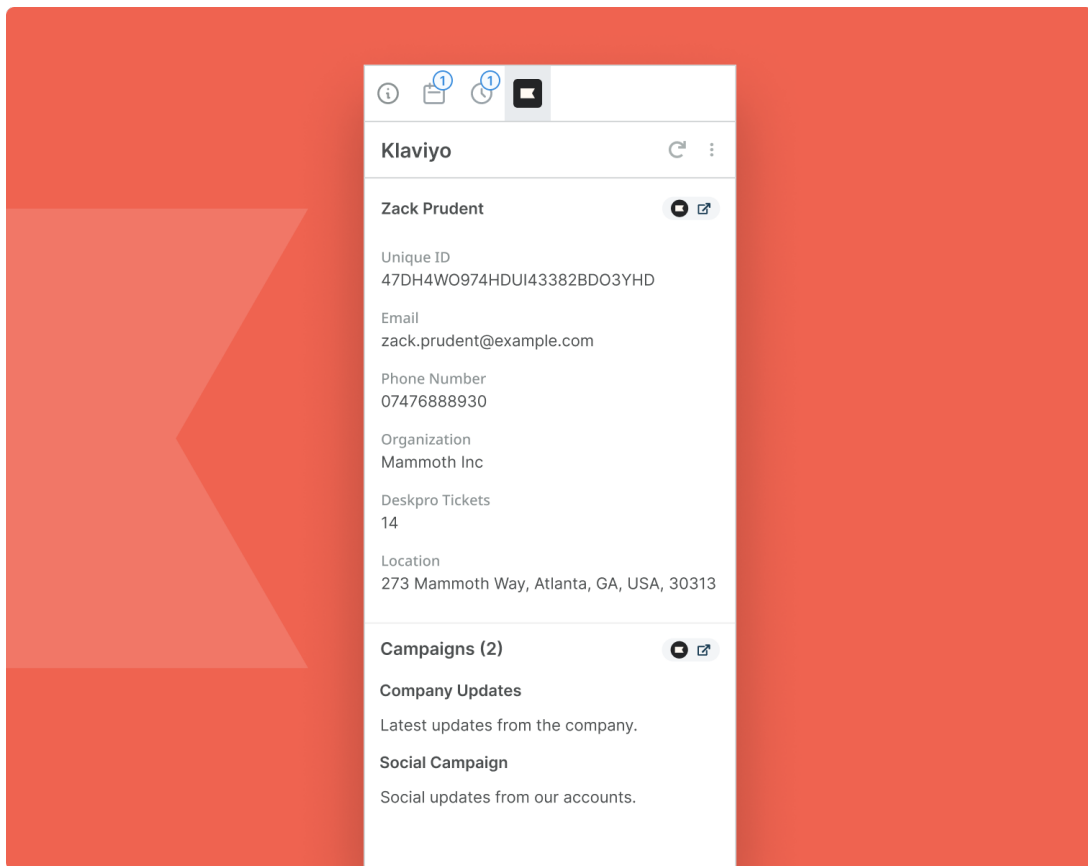 1
1
Klaviyo
Zack Prudent
Unique ID
47DH4WO974HDUI43382BDO3YHD
Email
zack.prudent@example.com
Phone Number
07476888930
Organization
Mammoth Inc
Deskpro Tickets
14
Location
273 Mammoth Way, Atlanta, GA, USA, 30313
Campaigns (2)
Company Updates
Latest updates from the company.
Social Campaign
Social updates from our accounts.